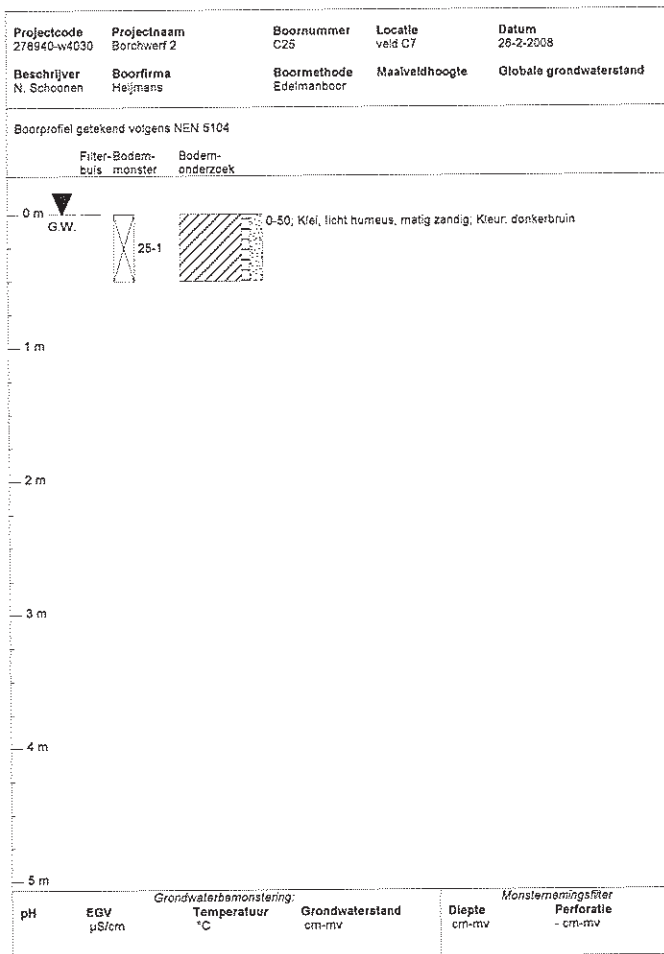 Projectcode Projectnaam Boornummer Locatie Datum
278940-w4030 Borchwerf 2 C25 veld C7 26-2-2008
Beschrijver Boorfirma Boormethode Maaiveldhoogte Globale grondwaterstand
N. Schoonen Heijmans Edelmanboor
Boorprofiel getekend volgens NEN 5104
Filter- Bodem- Bodem-
buis monster onderzoek
0 m
G.W.
0-50; Klei, licht humeus, matig zandig; Kleur: donkerbruin
25-1
1 m
2 m
3 m
4 m
5 m
Grondwaterbemonstering: Monsternemingsfilter
pH EGV Temperatuur Grondwaterstand Diepte Perforatie
µS/cm °C cm-mv cm-mv - cm-mv